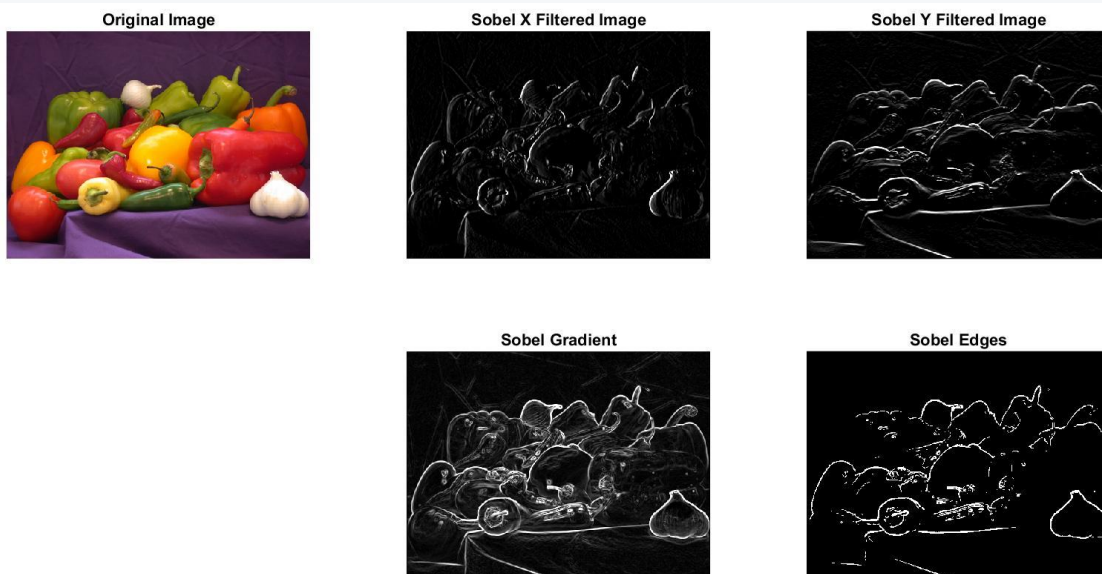 Original Image
Sobel X Filtered Image
Sobel Y Filtered Image
Sobel Gradient
Sobel Edges